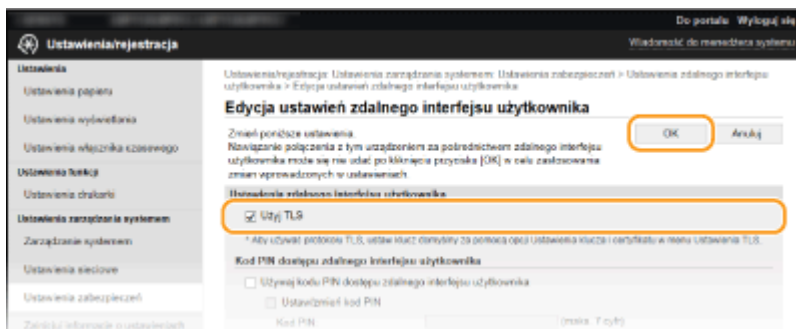 Do portalu Wyloguj się
Ustawienia/rejestracja
Wiadomość do menedżera systemu
Ustawienia
Ustawienia papieru
Ustawienia wyświetlania
Ustawienia włącznika czasowego
Ustawienia funkcji
Ustawienia drukarki
Ustawienia zarządzania systemem
Zarządzanie systemem
Ustawienia sieciowe
Ustawienia zabezpieczeń
Zainicjuj informacje o ustawieniach
Ustawienia/rejestracja: Ustawienia zarządzania systemem: Ustawienia zabezpieczeń > Ustawienia zdalnego interfejsu
użytkownika > Edycja ustawień zdalnego interfejsu użytkownika
Edycja ustawień zdalnego interfejsu użytkownika
Zmień poniższe ustawienia.
Nawiązanie połączenia z tym urządzeniem za pośrednictwem zdalnego interfejsu
użytkownika może się nie udać po kliknięciu przycisku [OK] w celu zastosowania
zmian wprowadzonych w ustawieniach.
OK Anuluj
Ustawienia zdalnego interfejsu użytkownika
Użyj TLS
* Aby używać protokołu TLS, ustaw klucz domyślny za pomocą opcji Ustawienia klucza i certyfikatu w menu Ustawienia TLS.
Kod PIN dostępu zdalnego interfejsu użytkownika
Używaj kodu PIN dostępu zdalnego interfejsu użytkownika
Ustaw/zmień kod PIN
Kod PIN
(maks. 7 cyfr)